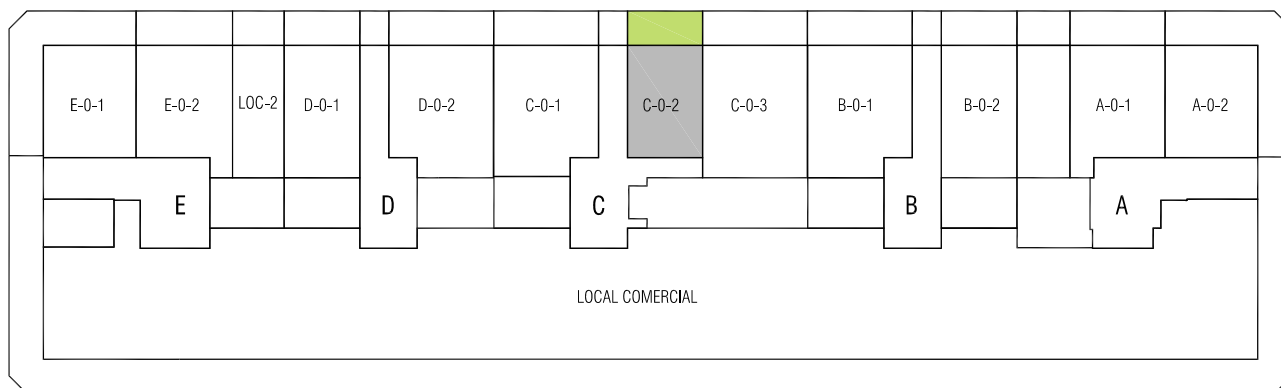 E-0-1
E-0-2
LOC-2
D-0-1
D-0-2
C-0-1
C-0-2
C-0-3
B-0-1
B-0-2
A-0-1
A-0-2
E
D
C
B
A
LOCAL COMERCIAL